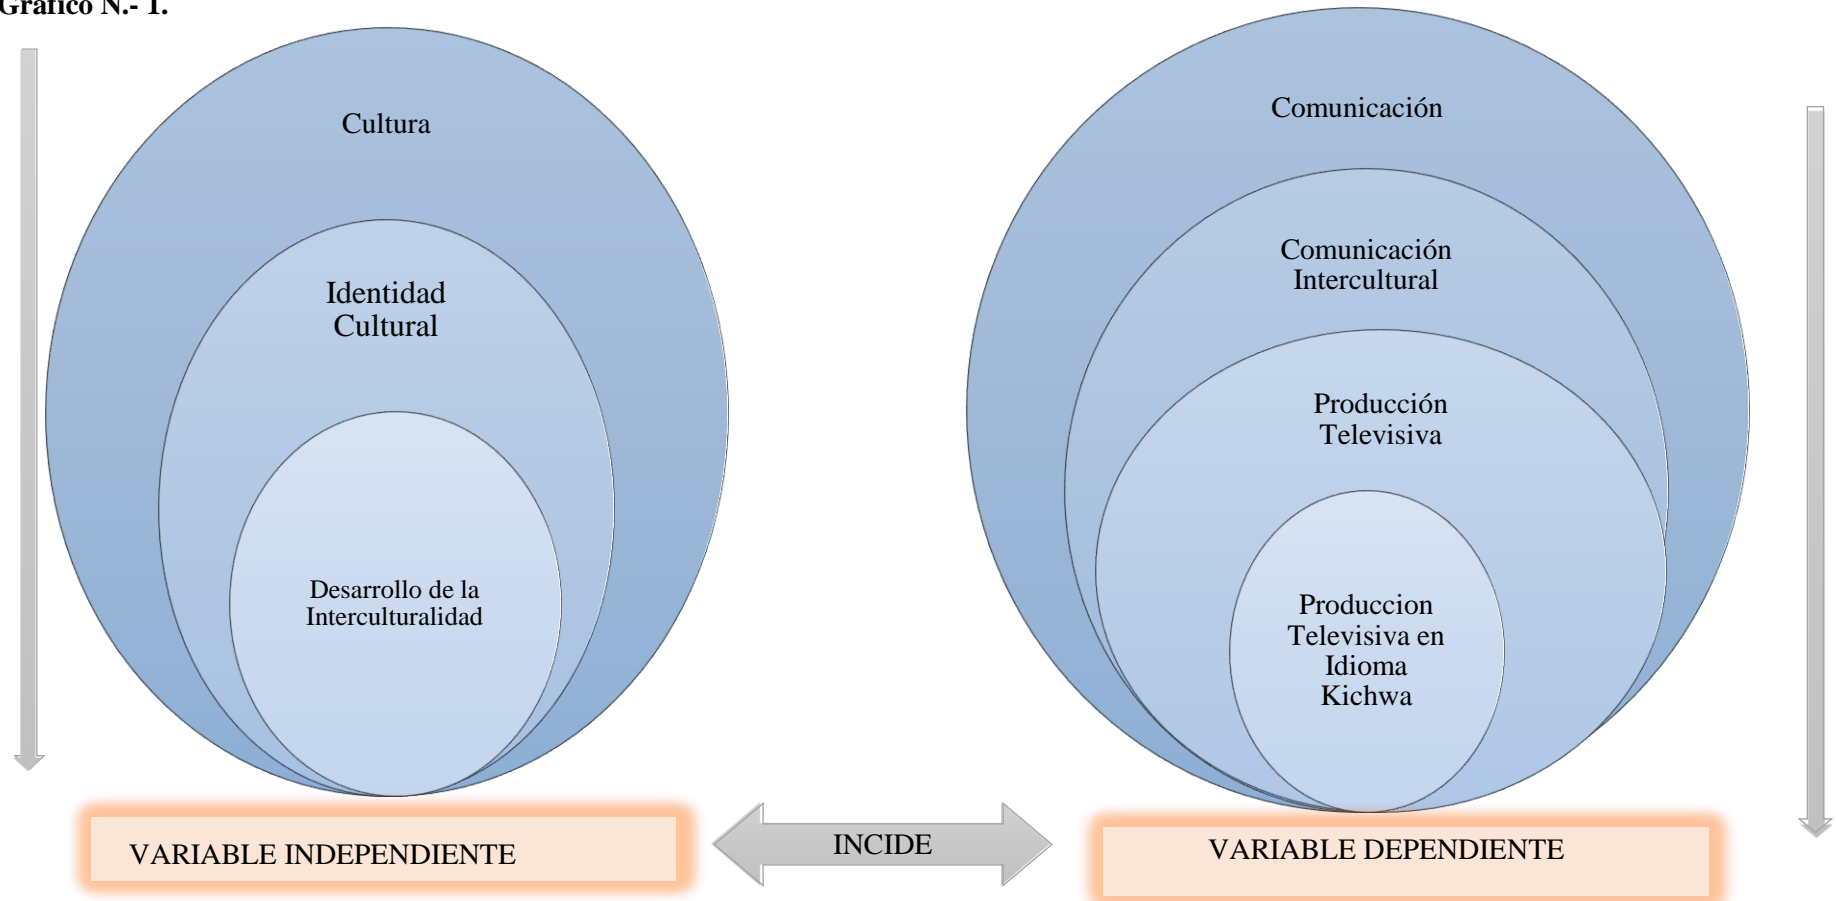 Gráfico N.- 1.
Cultura
Identidad
Cultural
Desarrollo de la
Interculturalidad
Comunicación
Comunicación
Intercultural
Producción
Televisiva
Produccion
Televisiva en
Idioma
Kichwa
VARIABLE INDEPENDIENTE
INCIDE
VARIABLE DEPENDIENTE